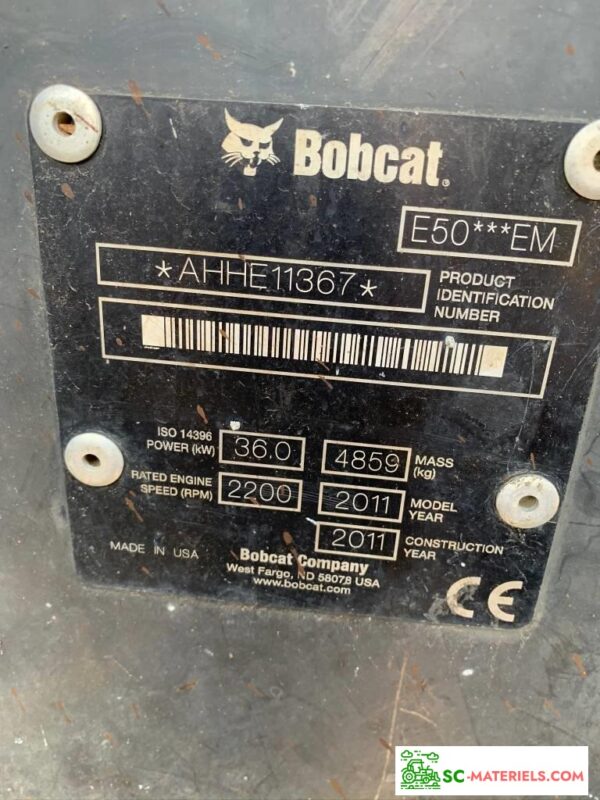 Bobcat®
E50***EM
*AHHE11367*
PRODUCT
IDENTIFICATION
NUMBER
ISO 14396
POWER (kW)
36.0
4859
MASS
(kg)
RATED ENGINE
SPEED (RPM)
2200
2011
MODEL
YEAR
2011
CONSTRUCTION
YEAR
MADE IN USA
Bobcat Company
West Fargo, ND 58078 USA
www.bobcat.com
CE
SC-MATERIELS.COM